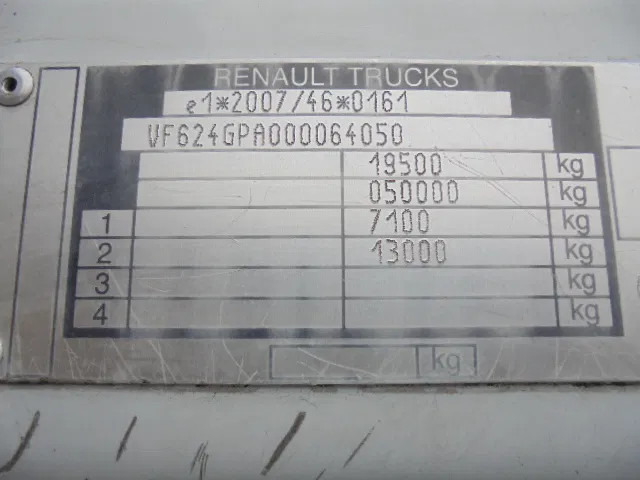 RENAULT TRUCKS
e1*2007/46*0161
VF624GPA000064050
19500 kg
050000 kg
1 7100 kg
2 13000 kg
3 kg
4 kg
kg